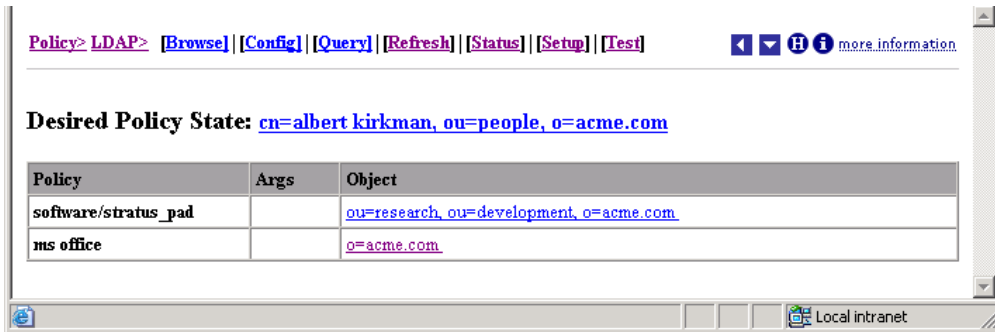 Policy> LDAP> [Browse]|[Config]|[Query]|[Refresh]|[Status]|[Setup]|[Test] H i more information
Desired Policy State: cn=albert kirkman, ou=people, o=acme.com
Policy Args Object
software/stratus_pad ou=research, ou=development, o=acme.com
ms office o=acme.com
Local intranet